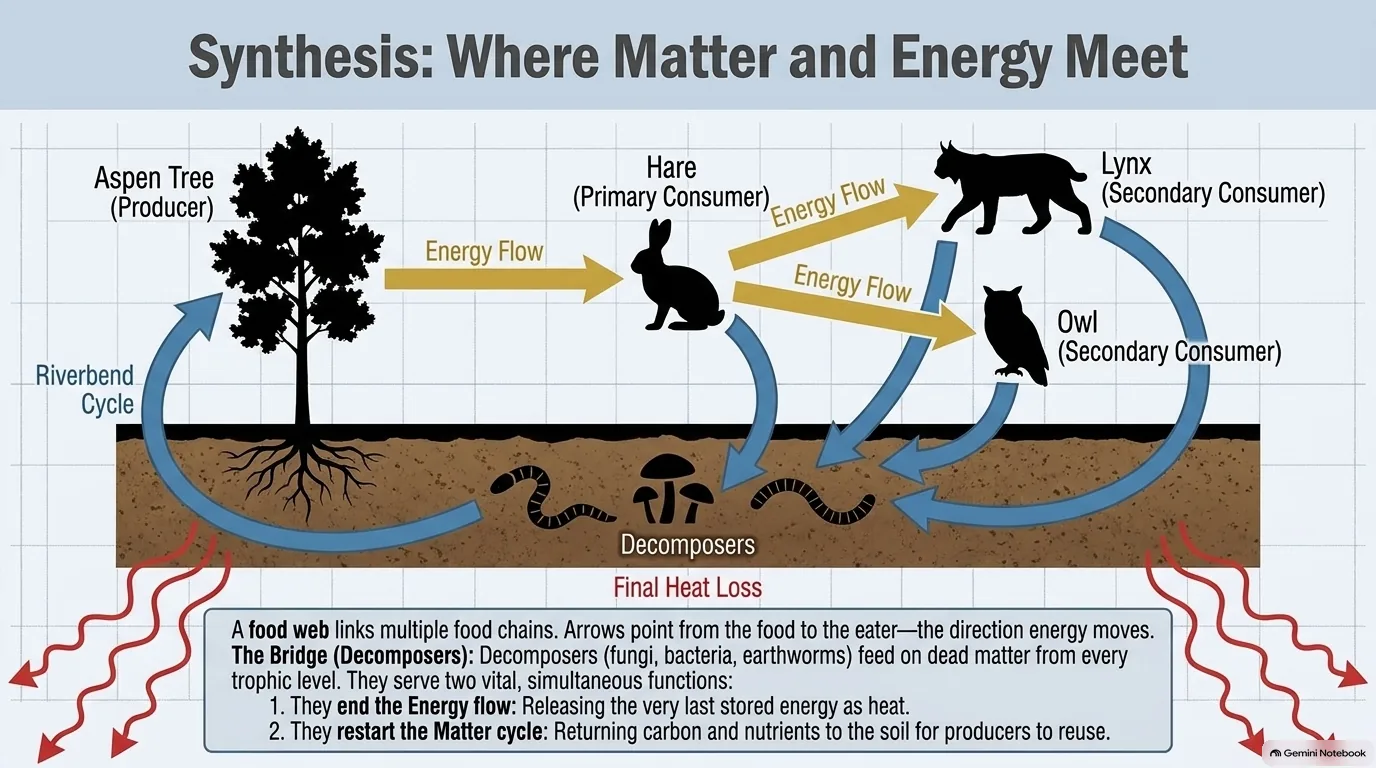 Synthesis: Where Matter and Energy Meet
Aspen Tree
(Producer)
Hare
(Primary Consumer)
Lynx
(Secondary Consumer)
Energy Flow
Energy Flow
Energy Flow
Owl
(Secondary Consumer)
Riverbend
Cycle
Decomposers
Final Heat Loss
A food web links multiple food chains. Arrows point from the food to the eater—the direction energy moves.
The Bridge (Decomposers): Decomposers (fungi, bacteria, earthworms) feed on dead matter from every
trophic level. They serve two vital, simultaneous functions:
1. They end the Energy flow: Releasing the very last stored energy as heat.
2. They restart the Matter cycle: Returning carbon and nutrients to the soil for producers to reuse.
Gemini Notebook